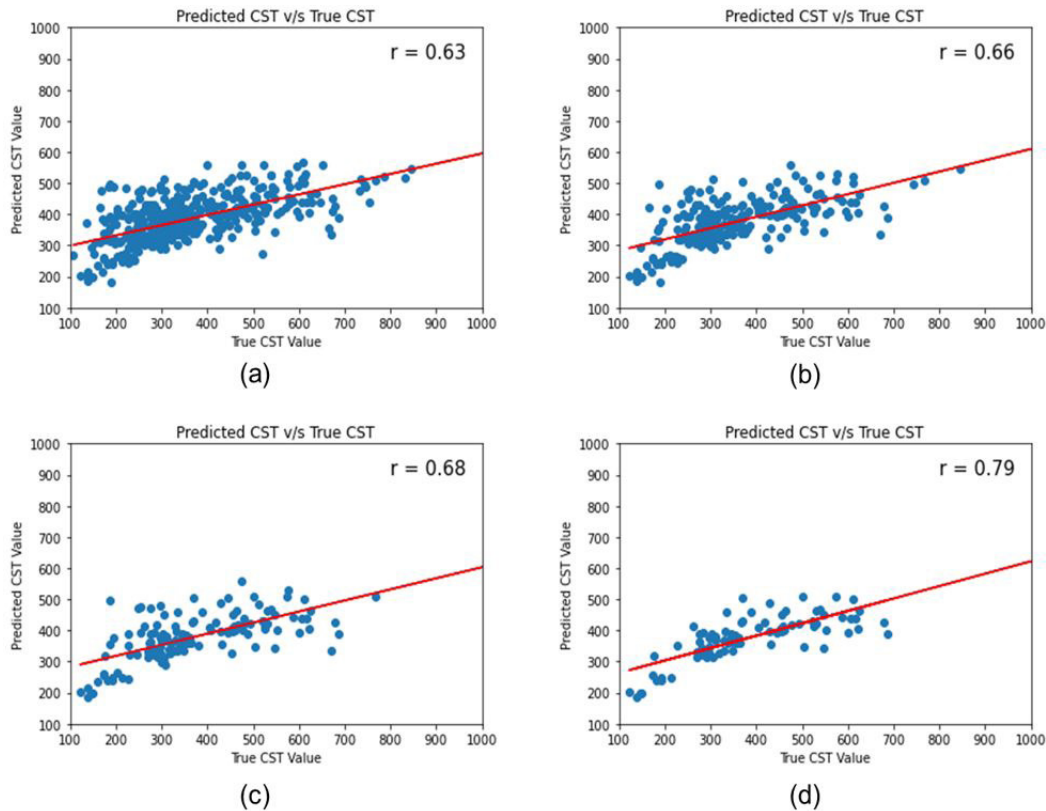 Predicted CST v/s True CST
r = 0.63
1000
900
800
700
600
500
400
300
200
100
Predicted CST Value
100 200 300 400 500 600 700 800 900 1000
True CST Value
(a)
Predicted CST v/s True CST
r = 0.66
1000
900
800
700
600
500
400
300
200
100
Predicted CST Value
100 200 300 400 500 600 700 800 900 1000
True CST Value
(b)
Predicted CST v/s True CST
r = 0.68
1000
900
800
700
600
500
400
300
200
100
Predicted CST Value
100 200 300 400 500 600 700 800 900 1000
True CST Value
(c)
Predicted CST v/s True CST
r = 0.79
1000
900
800
700
600
500
400
300
200
100
Predicted CST Value
100 200 300 400 500 600 700 800 900 1000
True CST Value
(d)